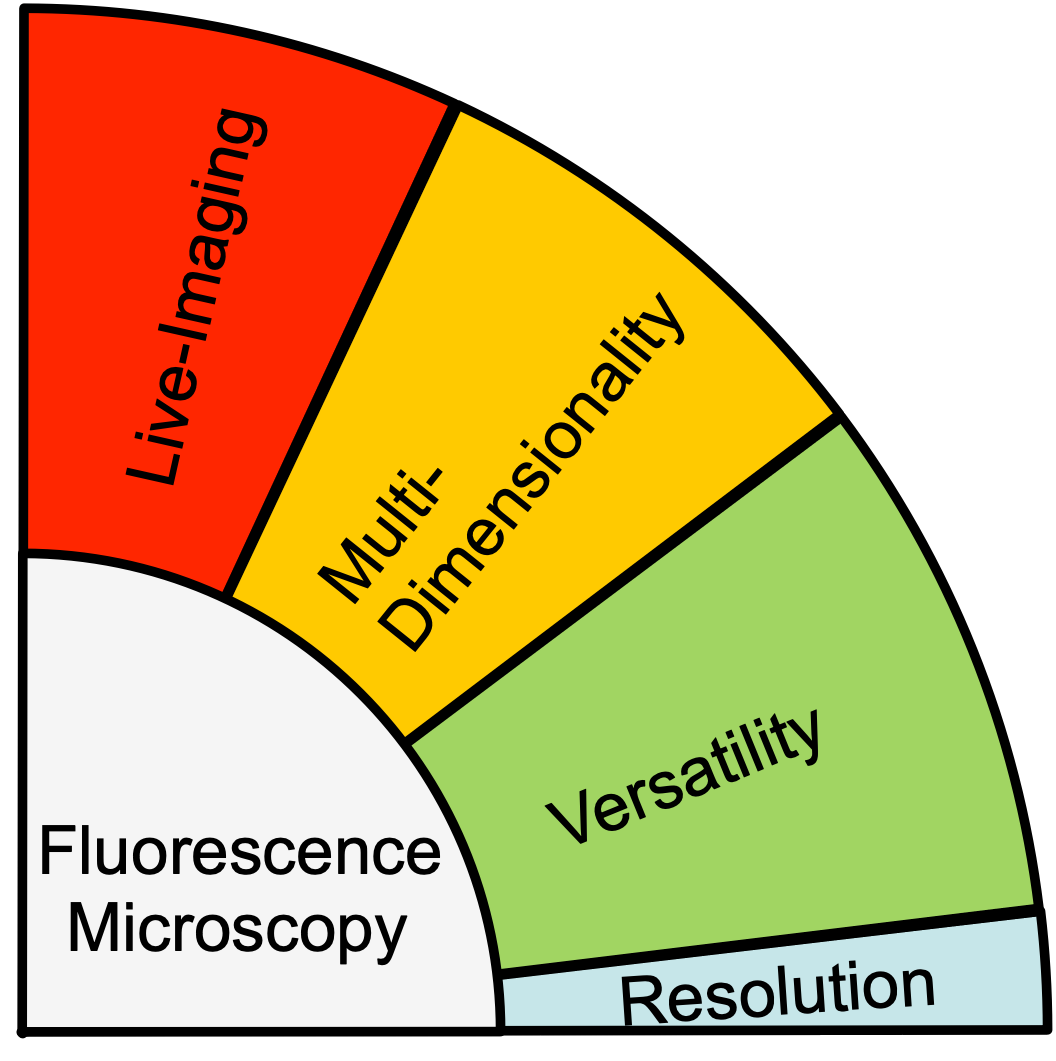 Live-Imaging
Multi-
Dimensionality
Versatility
Resolution
Fluorescence
Microscopy